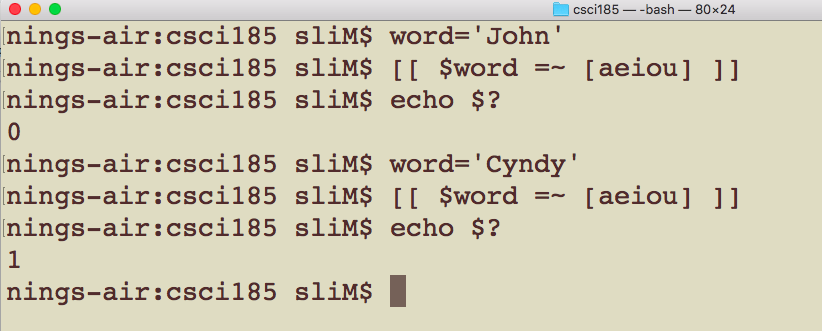 csci185 — -bash — 80×24
nings-air:csci185 sliM$ word='John'
nings-air:csci185 sliM$ [[ $word =~ [aeiou] ]]
nings-air:csci185 sliM$ echo $?
0
nings-air:csci185 sliM$ word='Cyndy'
nings-air:csci185 sliM$ [[ $word =~ [aeiou] ]]
nings-air:csci185 sliM$ echo $?
1
nings-air:csci185 sliM$